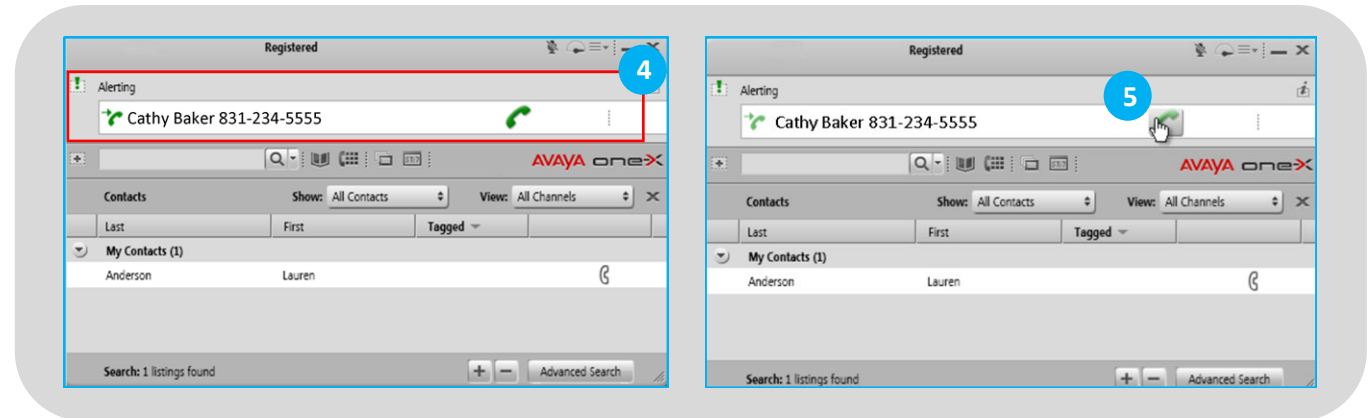 Registered
4
Alerting
Cathy Baker 831-234-5555
AVAYA one-X
Contacts Show: All Contacts View: All Channels
Last First Tagged
My Contacts (1)
Anderson Lauren
Search: 1 listings found + − Advanced Search
Registered
5
Alerting
Cathy Baker 831-234-5555
AVAYA one-X
Contacts Show: All Contacts View: All Channels
Last First Tagged
My Contacts (1)
Anderson Lauren
Search: 1 listings found + − Advanced Search